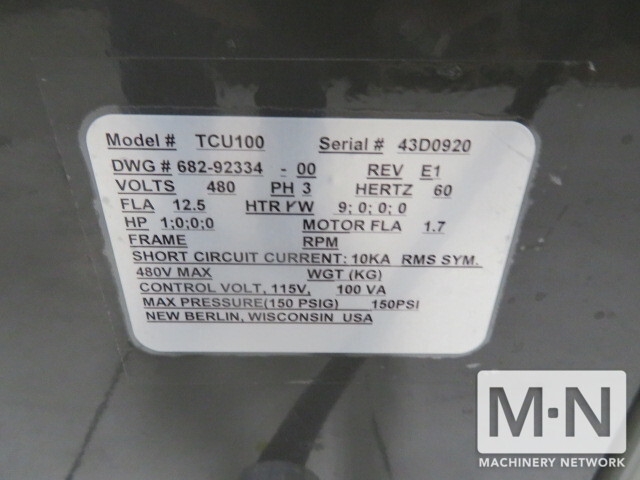 Model # TCU100 Serial # 43D0920
DWG # 682-92334 - 00 REV E1
VOLTS 480 PH 3 HERTZ 60
FLA 12.5 HTR KW 9; 0; 0; 0
HP 1;0;0;0 MOTOR FLA 1.7
FRAME RPM
SHORT CIRCUIT CURRENT: 10KA RMS SYM.
480V MAX WGT (KG)
CONTROL VOLT, 115V, 100 VA
MAX PRESSURE(150 PSIG) 150PSI
NEW BERLIN, WISCONSIN USA
M·N
MACHINERY NETWORK